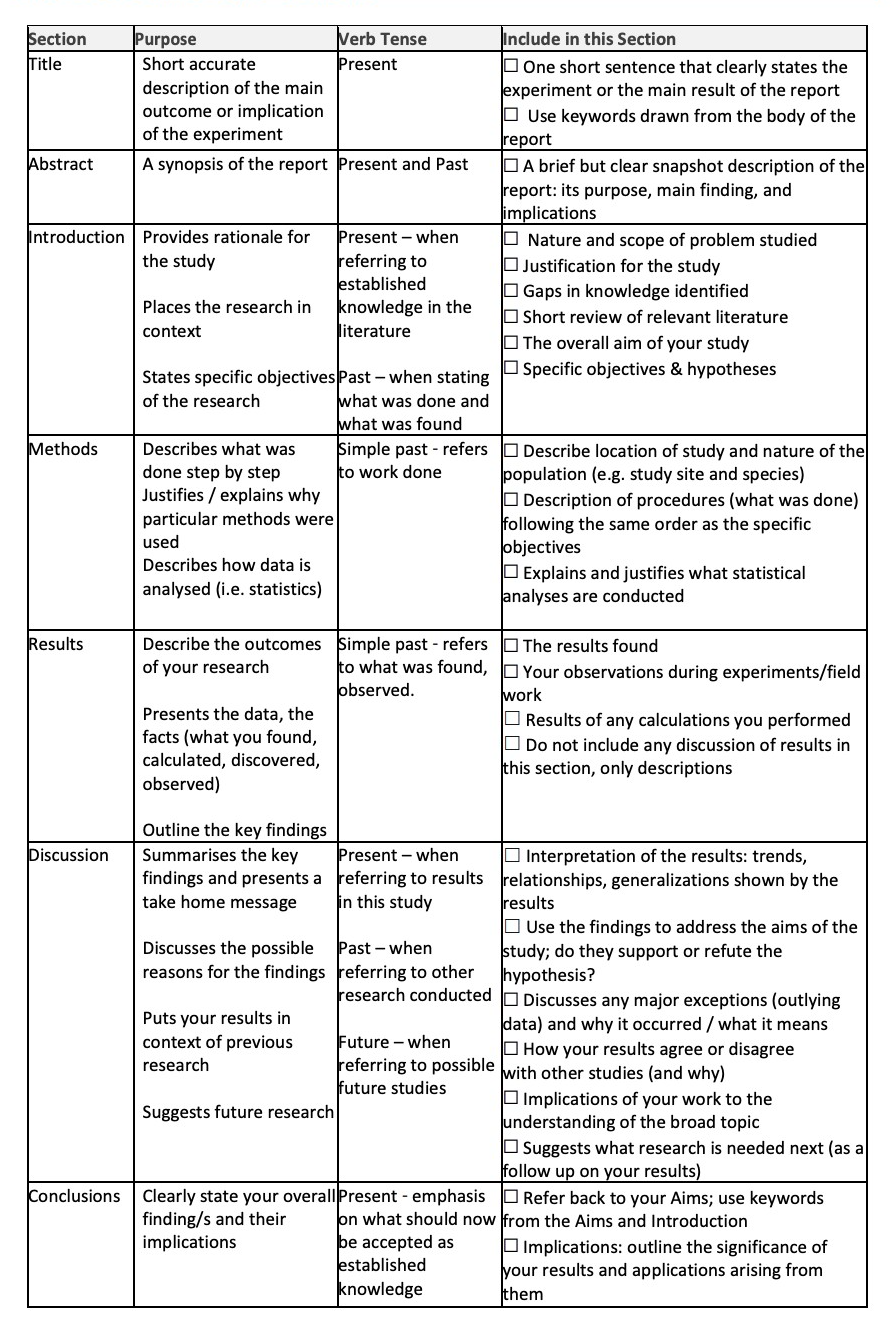 Section Purpose Verb Tense Include in this Section
Title
Short accurate
description of the main
outcome or implication
of the experiment
Present
☐ One short sentence that clearly states the
experiment or the main result of the report
☐ Use keywords drawn from the body of the
report
Abstract
A synopsis of the report
Present and Past
☐ A brief but clear snapshot description of the
report: its purpose, main finding, and
implications
Introduction
Provides rationale for
the study
Places the research in
context
States specific objectives
of the research
Present – when
referring to
established
knowledge in the
literature
Past – when stating
what was done and
what was found
☐ Nature and scope of problem studied
☐ Justification for the study
☐ Gaps in knowledge identified
☐ Short review of relevant literature
☐ The overall aim of your study
☐ Specific objectives & hypotheses
Methods
Describes what was
done step by step
Justifies / explains why
particular methods were
used
Describes how data is
analysed (i.e. statistics)
Simple past - refers
to work done
☐ Describe location of study and nature of the
population (e.g. study site and species)
☐ Description of procedures (what was done)
following the same order as the specific
objectives
☐ Explains and justifies what statistical
analyses are conducted
Results
Describe the outcomes
of your research
Presents the data, the
facts (what you found,
calculated, discovered,
observed)
Outline the key findings
Simple past - refers
to what was found,
observed.
☐ The results found
☐ Your observations during experiments/field
work
☐ Results of any calculations you performed
☐ Do not include any discussion of results in
this section, only descriptions
Discussion
Summarises the key
findings and presents a
take home message
Discusses the possible
reasons for the findings
Puts your results in
context of previous
research
Suggests future research
Present – when
referring to results
in this study
Past – when
referring to other
research conducted
Future – when
referring to possible
future studies
☐ Interpretation of the results: trends,
relationships, generalizations shown by the
results
☐ Use the findings to address the aims of the
study; do they support or refute the
hypothesis?
☐ Discusses any major exceptions (outlying
data) and why it occurred / what it means
☐ How your results agree or disagree
with other studies (and why)
☐ Implications of your work to the
understanding of the broad topic
☐ Suggests what research is needed next (as a
follow up on your results)
Conclusions
Clearly state your overall
finding/s and their
implications
Present - emphasis
on what should now
be accepted as
established
knowledge
☐ Refer back to your Aims; use keywords
from the Aims and Introduction
☐ Implications: outline the significance of
your results and applications arising from
them